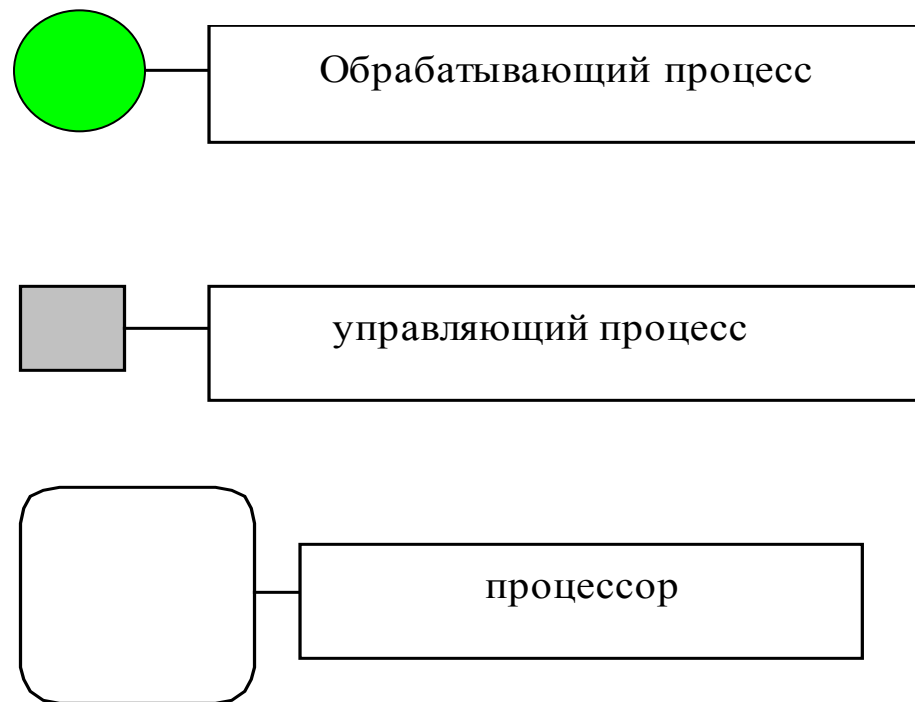 Обрабатывающий процесс
управляющий процесс
процессор